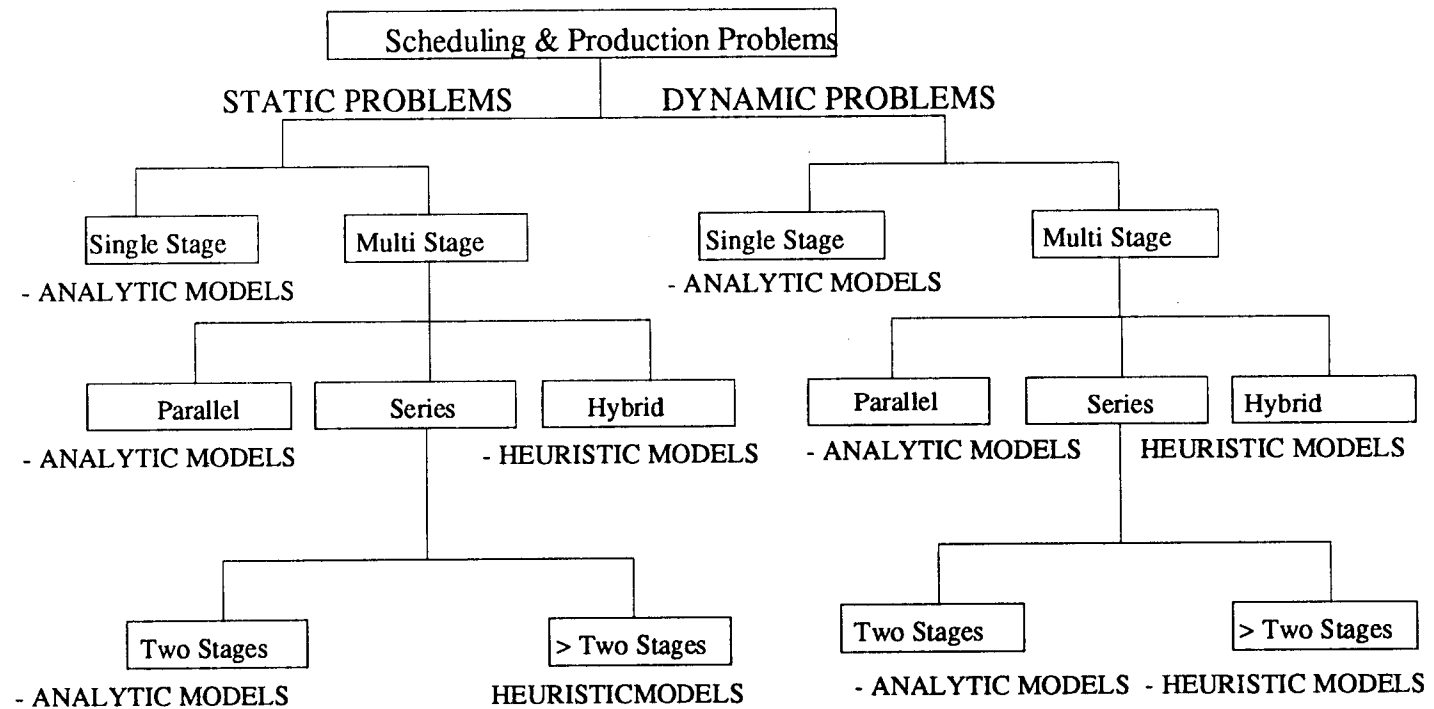 Scheduling & Production Problems
STATIC PROBLEMS
DYNAMIC PROBLEMS
Single Stage
Multi Stage
Single Stage
Multi Stage
- ANALYTIC MODELS
- ANALYTIC MODELS
Parallel
Series
Hybrid
Parallel
Series
Hybrid
- ANALYTIC MODELS
- HEURISTIC MODELS
- ANALYTIC MODELS
HEURISTIC MODELS
Two Stages
> Two Stages
Two Stages
> Two Stages
- ANALYTIC MODELS
HEURISTICMODELS
- ANALYTIC MODELS
- HEURISTIC MODELS